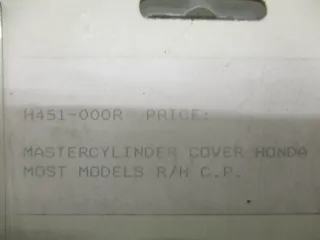 H451-000R PRICE:
MASTERCYLINDER COVER HONDA
MOST MODELS R/H C.P.